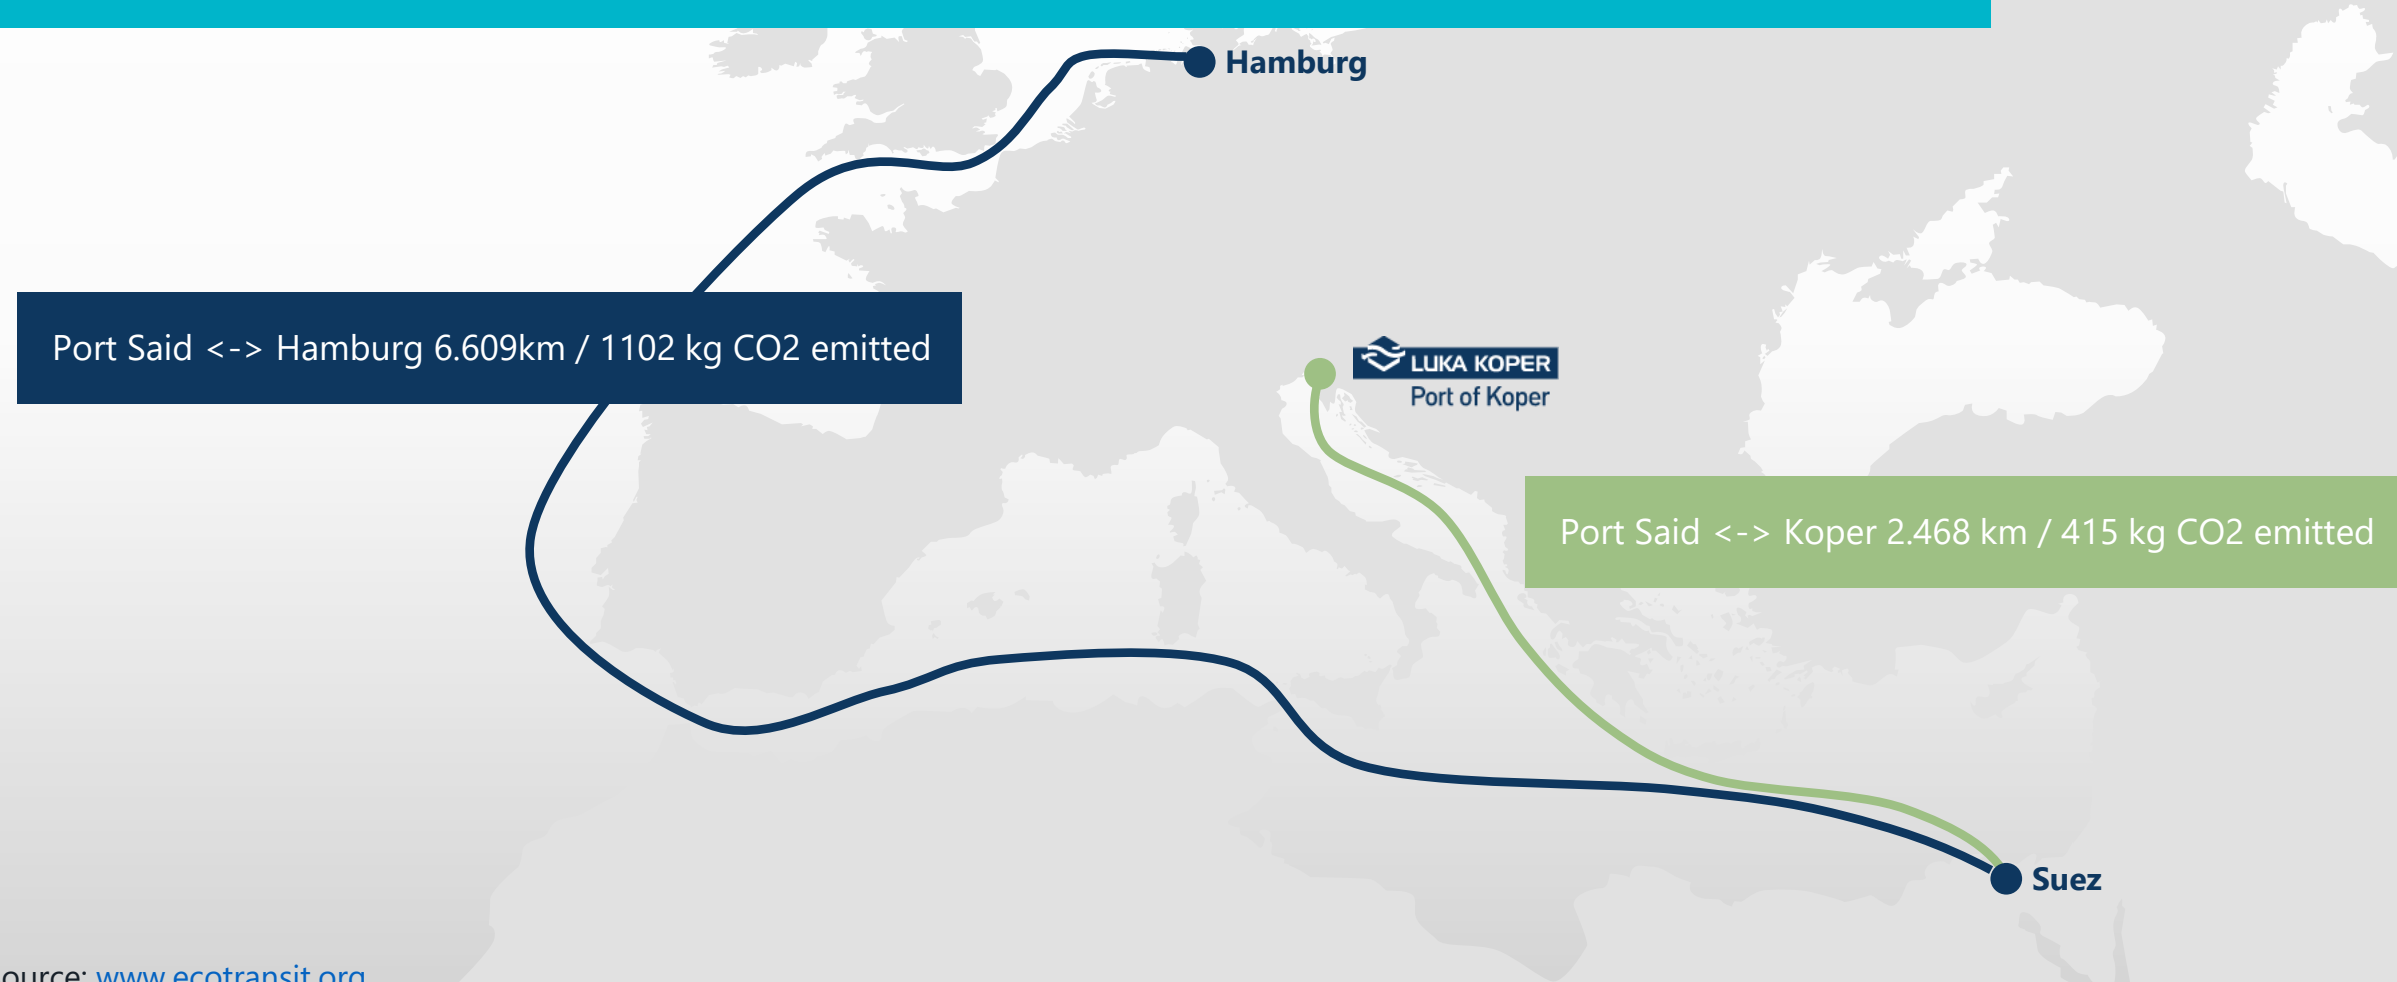 Hamburg
Port Said <-> Hamburg 6.609km / 1102 kg CO2 emitted
LUKA KOPER
Port of Koper
Port Said <-> Koper 2.468 km / 415 kg CO2 emitted
Suez
ource: www.ecotransit.org